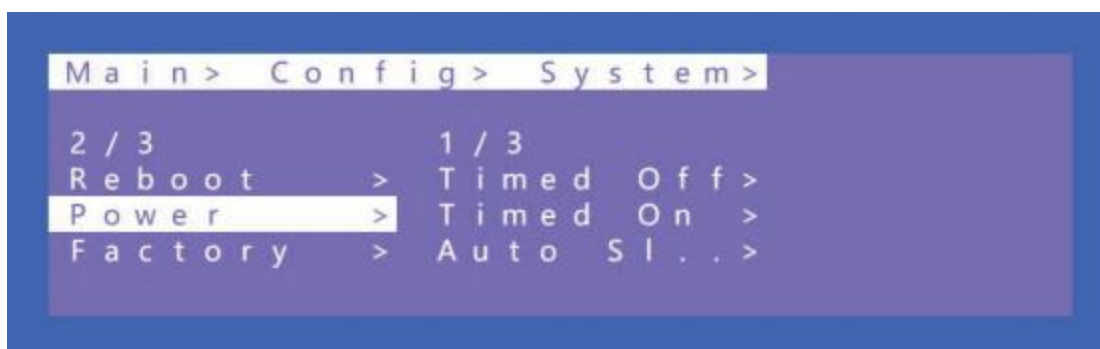 Main> Config> System>
2/3 1/3
Reboot > Timed Off>
Power > Timed On >
Factory > Auto Sl..>